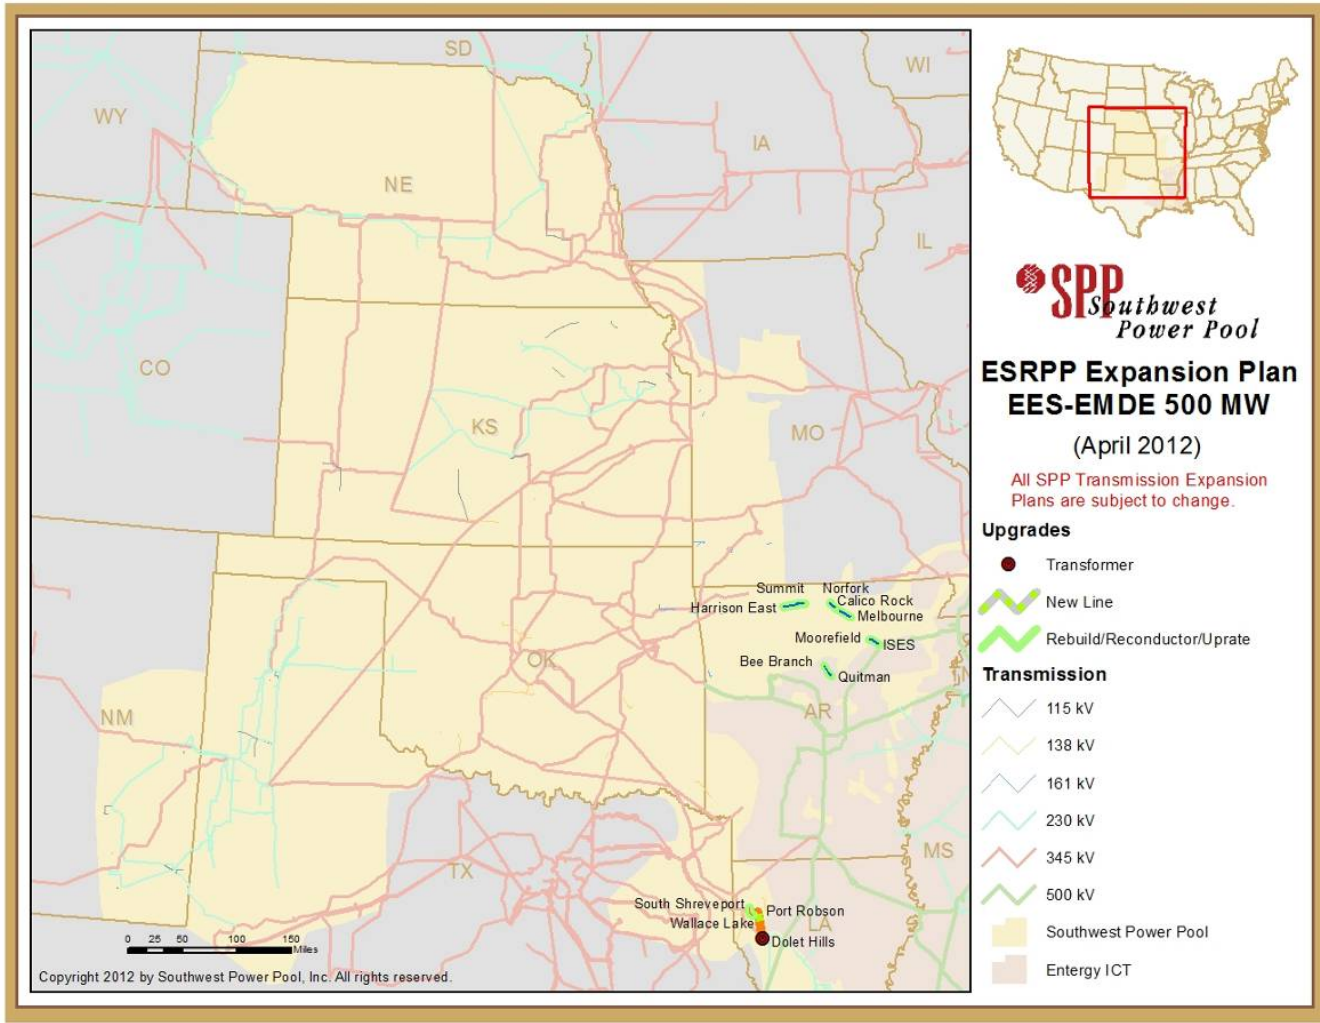 SD
WI
WY
IA
NE
IL
CO
KS
MO
Summit
Norfork
Harrison East
Calico Rock
Melbourne
Moorefield
ISES
Bee Branch
Quitman
OK
AR
NM
MS
TX
South Shreveport
Port Robson
Wallace Lake
LA
Dolet Hills
0 25 50 100 150
Miles
Copyright 2012 by Southwest Power Pool, Inc. All rights reserved.
SPP
Southwest
Power Pool
ESRPP Expansion Plan
EES-EMDE 500 MW
(April 2012)
All SPP Transmission Expansion
Plans are subject to change.
Upgrades
Transformer
New Line
Rebuild/Reconductor/Uprate
Transmission
115 kV
138 kV
161 kV
230 kV
345 kV
500 kV
Southwest Power Pool
Entergy ICT